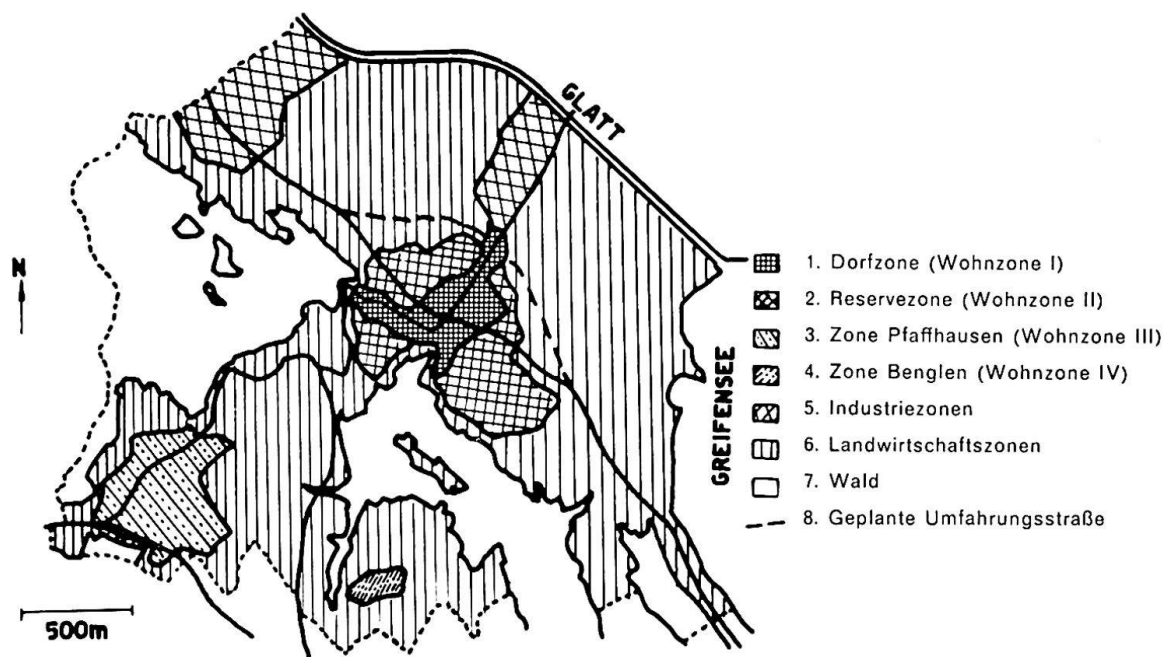 GLATT
N
GREIFENSEE
1. Dorfzone (Wohnzone I)
2. Reservezone (Wohnzone II)
3. Zone Pfaffhausen (Wohnzone III)
4. Zone Benglen (Wohnzone IV)
5. Industriezonen
6. Landwirtschaftszonen
7. Wald
8. Geplante Umfahrungsstraße
500m